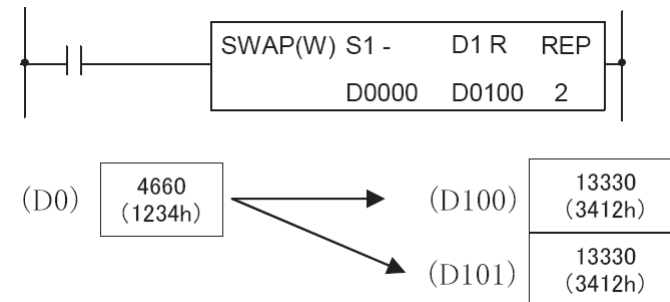 SWAP(W) S1 - D1 R REP
D0000 D0100 2
(D0) 4660 (1234h)
(D100) 13330 (3412h)
(D101) 13330 (3412h)